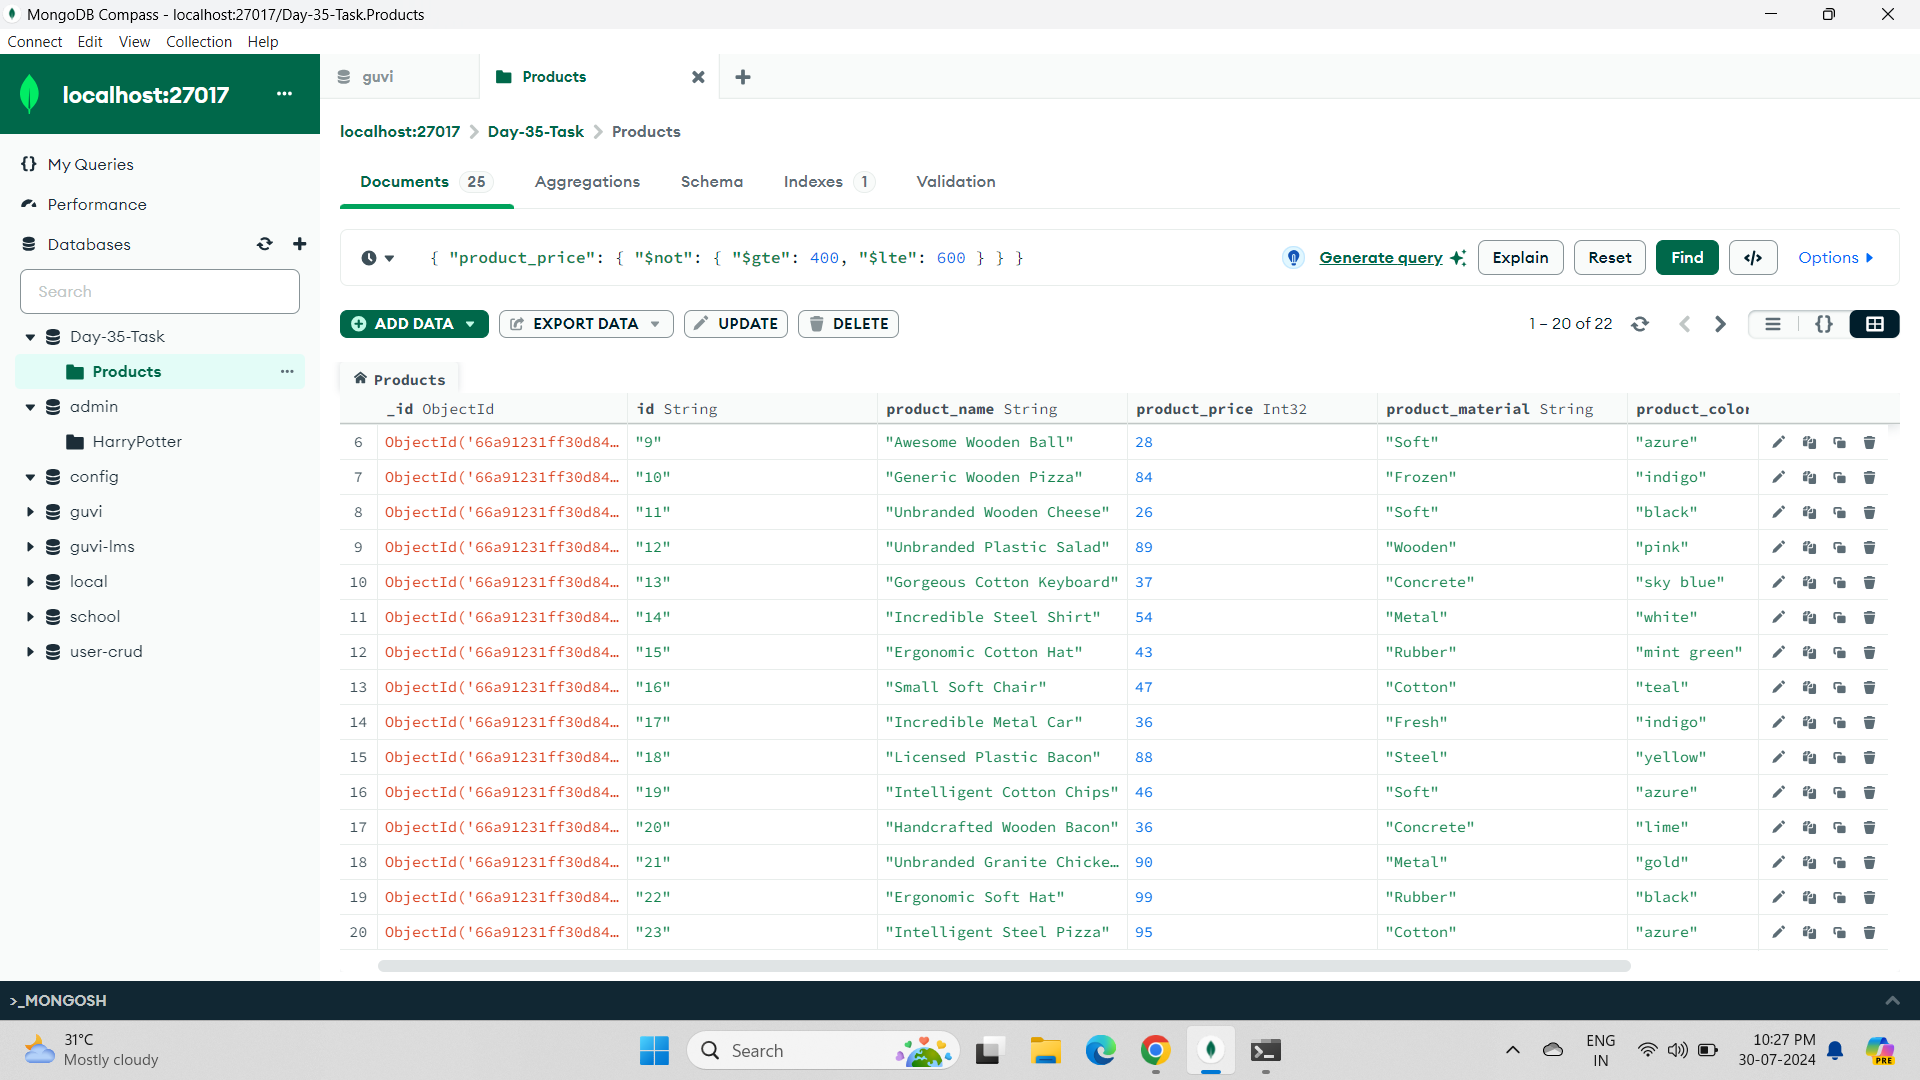 MongoDB Compass - localhost:27017/Day-35-Task.Products
Connect Edit View Collection Help
localhost:27017 ...
guvi
Products
localhost:27017 > Day-35-Task > Products
My Queries
Performance
Databases
Search
Day-35-Task
Products ...
admin
HarryPotter
config
guvi
guvi-lms
local
school
user-crud
Documents 25 Aggregations Schema Indexes 1 Validation
{ "product_price": { "$not": { "$gte": 400, "$lte": 600 } } }
Generate query Explain Reset Find </> Options
ADD DATA EXPORT DATA UPDATE DELETE
1 – 20 of 22 {}
Products
_id ObjectId id String product_name String product_price Int32 product_material String product_color
6 ObjectId('66a91231ff30d84… "9" "Awesome Wooden Ball" 28 "Soft" "azure"
7 ObjectId('66a91231ff30d84… "10" "Generic Wooden Pizza" 84 "Frozen" "indigo"
8 ObjectId('66a91231ff30d84… "11" "Unbranded Wooden Cheese" 26 "Soft" "black"
9 ObjectId('66a91231ff30d84… "12" "Unbranded Plastic Salad" 89 "Wooden" "pink"
10 ObjectId('66a91231ff30d84… "13" "Gorgeous Cotton Keyboard" 37 "Concrete" "sky blue"
11 ObjectId('66a91231ff30d84… "14" "Incredible Steel Shirt" 54 "Metal" "white"
12 ObjectId('66a91231ff30d84… "15" "Ergonomic Cotton Hat" 43 "Rubber" "mint green"
13 ObjectId('66a91231ff30d84… "16" "Small Soft Chair" 47 "Cotton" "teal"
14 ObjectId('66a91231ff30d84… "17" "Incredible Metal Car" 36 "Fresh" "indigo"
15 ObjectId('66a91231ff30d84… "18" "Licensed Plastic Bacon" 88 "Steel" "yellow"
16 ObjectId('66a91231ff30d84… "19" "Intelligent Cotton Chips" 46 "Soft" "azure"
17 ObjectId('66a91231ff30d84… "20" "Handcrafted Wooden Bacon" 36 "Concrete" "lime"
18 ObjectId('66a91231ff30d84… "21" "Unbranded Granite Chicke… 90 "Metal" "gold"
19 ObjectId('66a91231ff30d84… "22" "Ergonomic Soft Hat" 99 "Rubber" "black"
20 ObjectId('66a91231ff30d84… "23" "Intelligent Steel Pizza" 95 "Cotton" "azure"
>_MONGOSH
31°C
Mostly cloudy
Search
ENG
IN
10:27 PM
30-07-2024
PRE